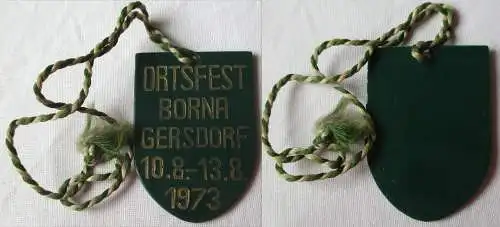 ORTSFEST
BORNA
GERSDORF
10.8.-13.8.
1973